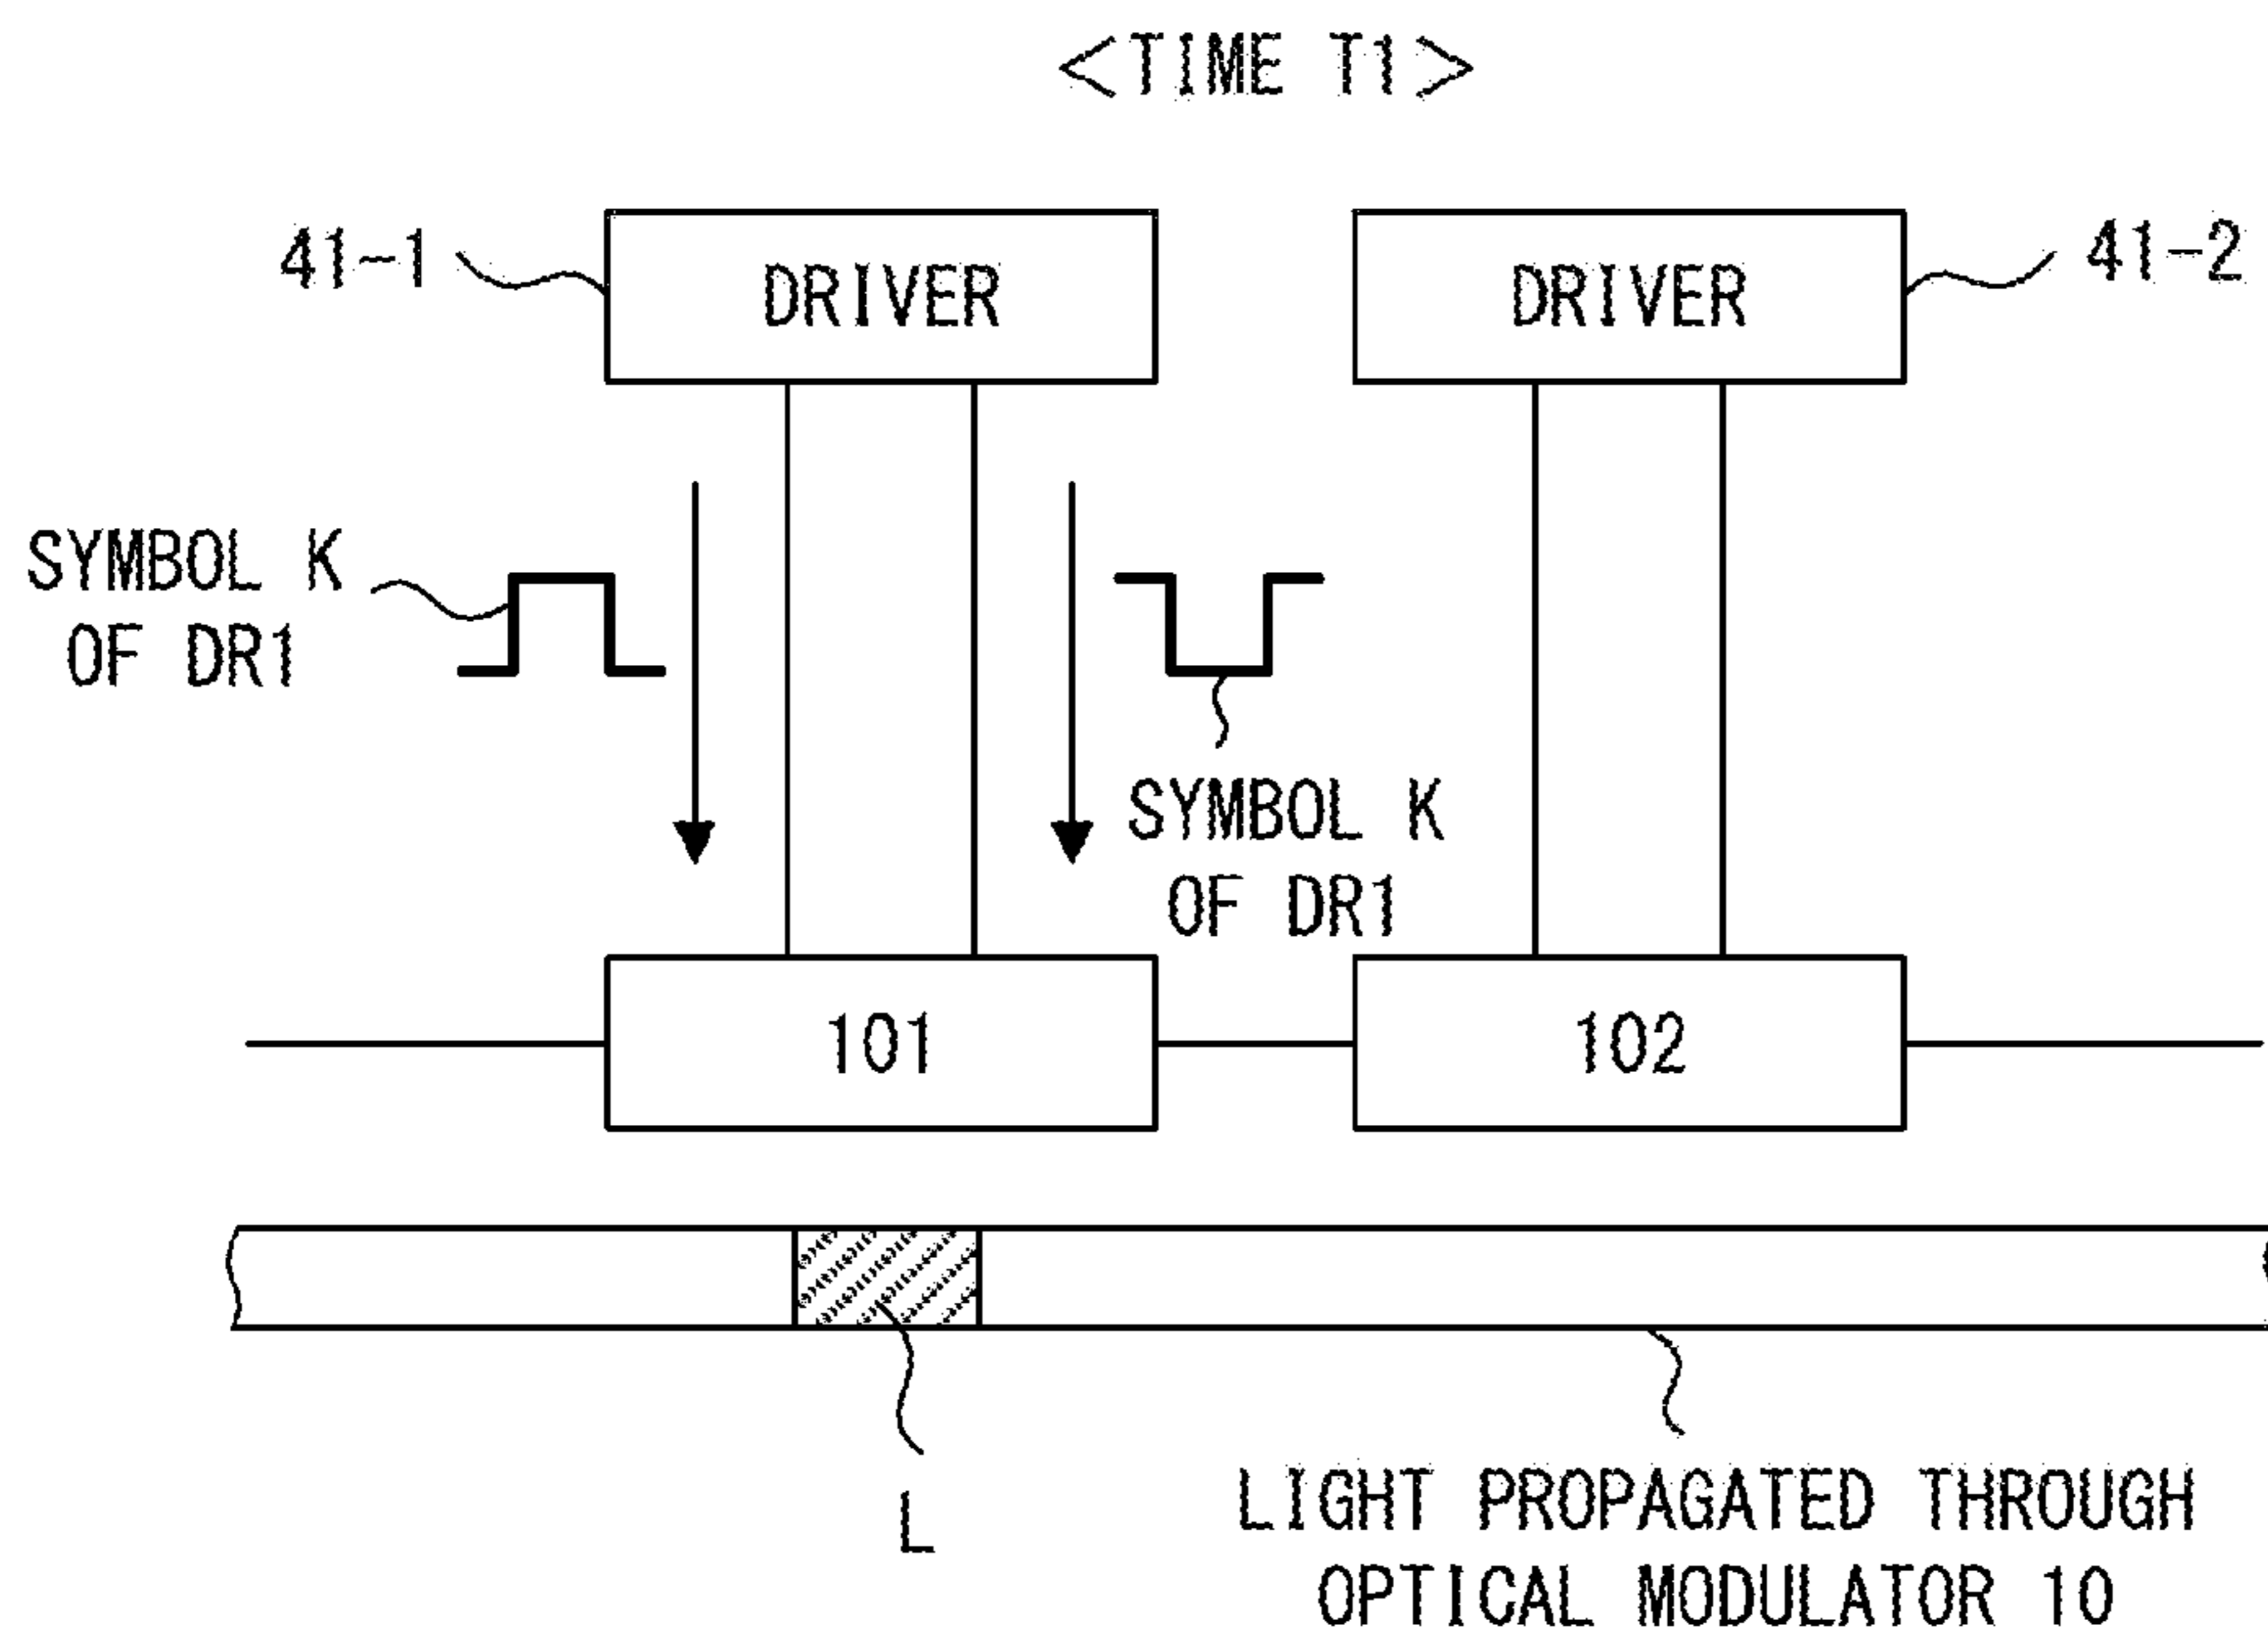 <TIME T1>
41-1
DRIVER
DRIVER
41-2
SYMBOL K
OF DR1
SYMBOL K
OF DR1
101
102
L
LIGHT PROPAGATED THROUGH
OPTICAL MODULATOR 10